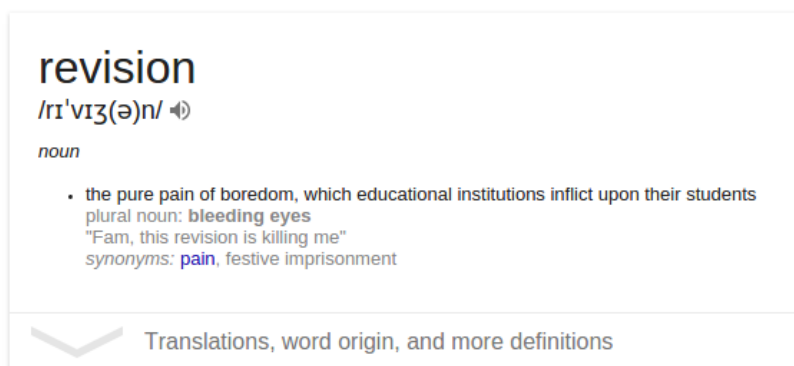 revision
/rɪˈvɪʒ(ə)n/
noun
• the pure pain of boredom, which educational institutions inflict upon their students
plural noun: bleeding eyes
"Fam, this revision is killing me"
synonyms: pain, festive imprisonment
Translations, word origin, and more definitions